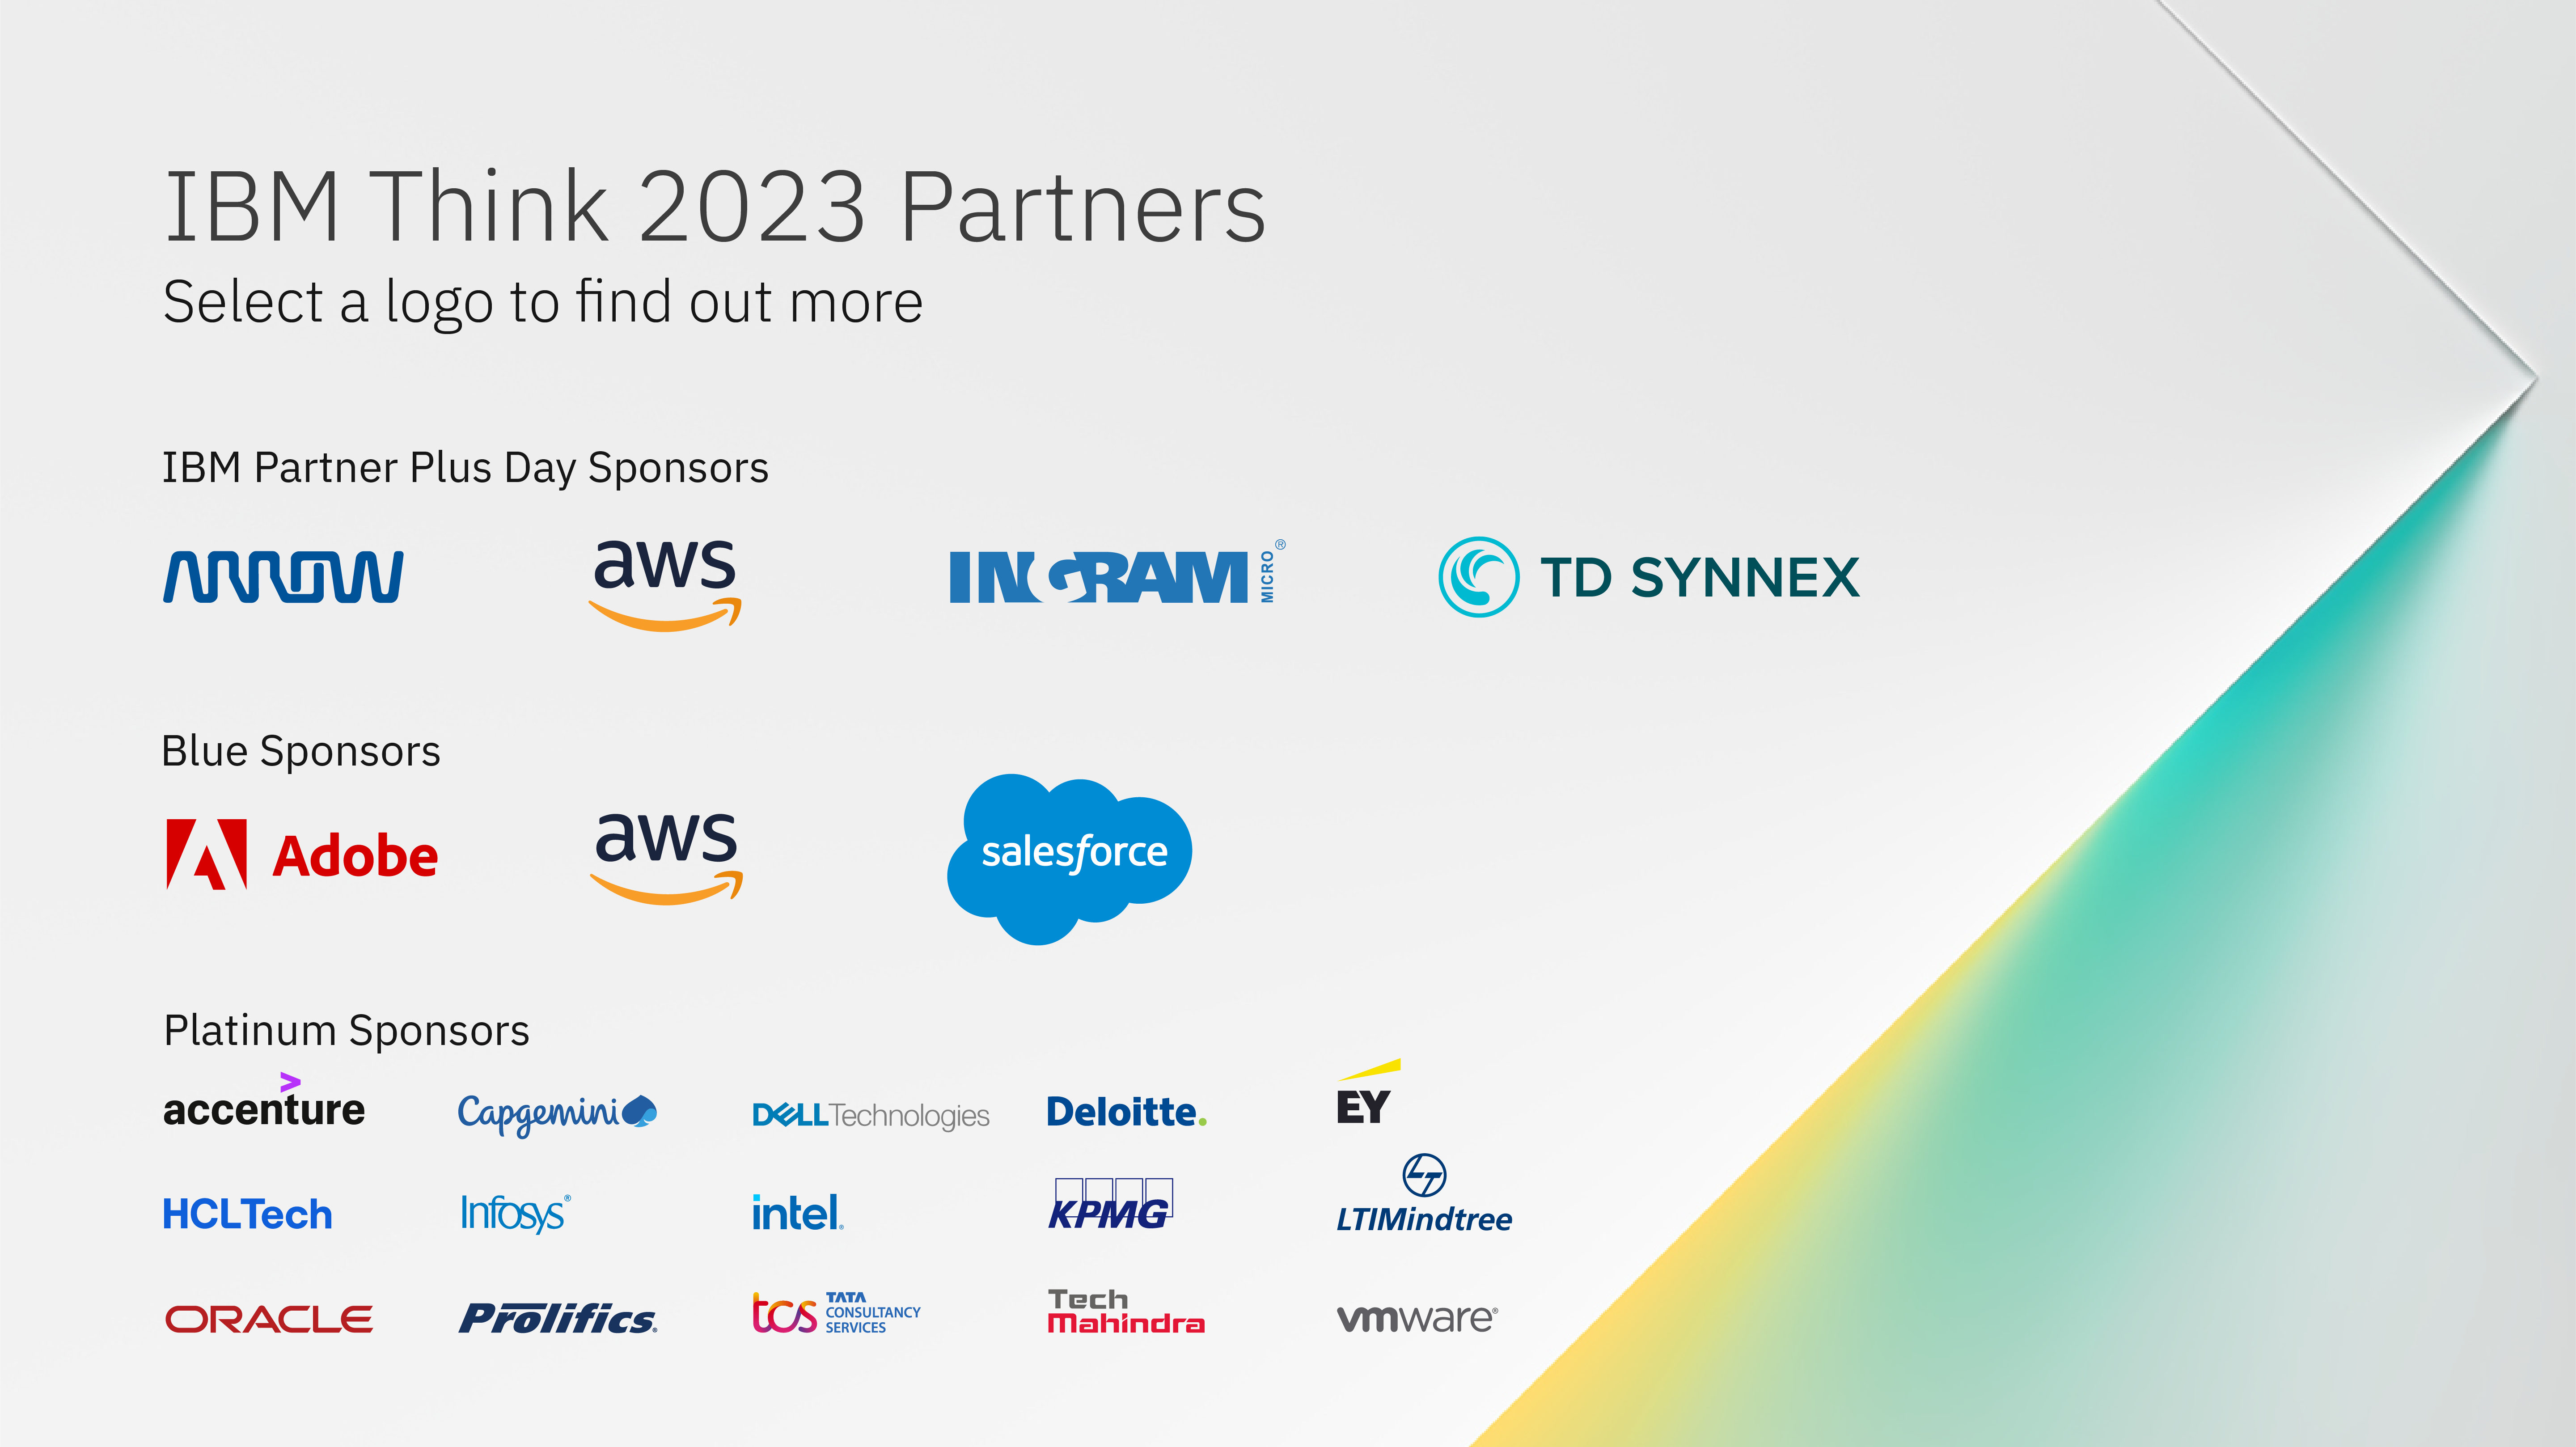 IBM Think 2023 Partners
Select a logo to find out more
IBM Partner Plus Day Sponsors
ARROW
aws
INGRAM MICRO®
TD SYNNEX
Blue Sponsors
Adobe
aws
salesforce
Platinum Sponsors
accenture
Capgemini
DELL Technologies
Deloitte.
EY
HCLTech
Infosys®
intel®
KPMG
LT
LTIMindtree
ORACLE
Prolifics®
tcs
TATA
CONSULTANCY
SERVICES
Tech
Mahindra
vmware®